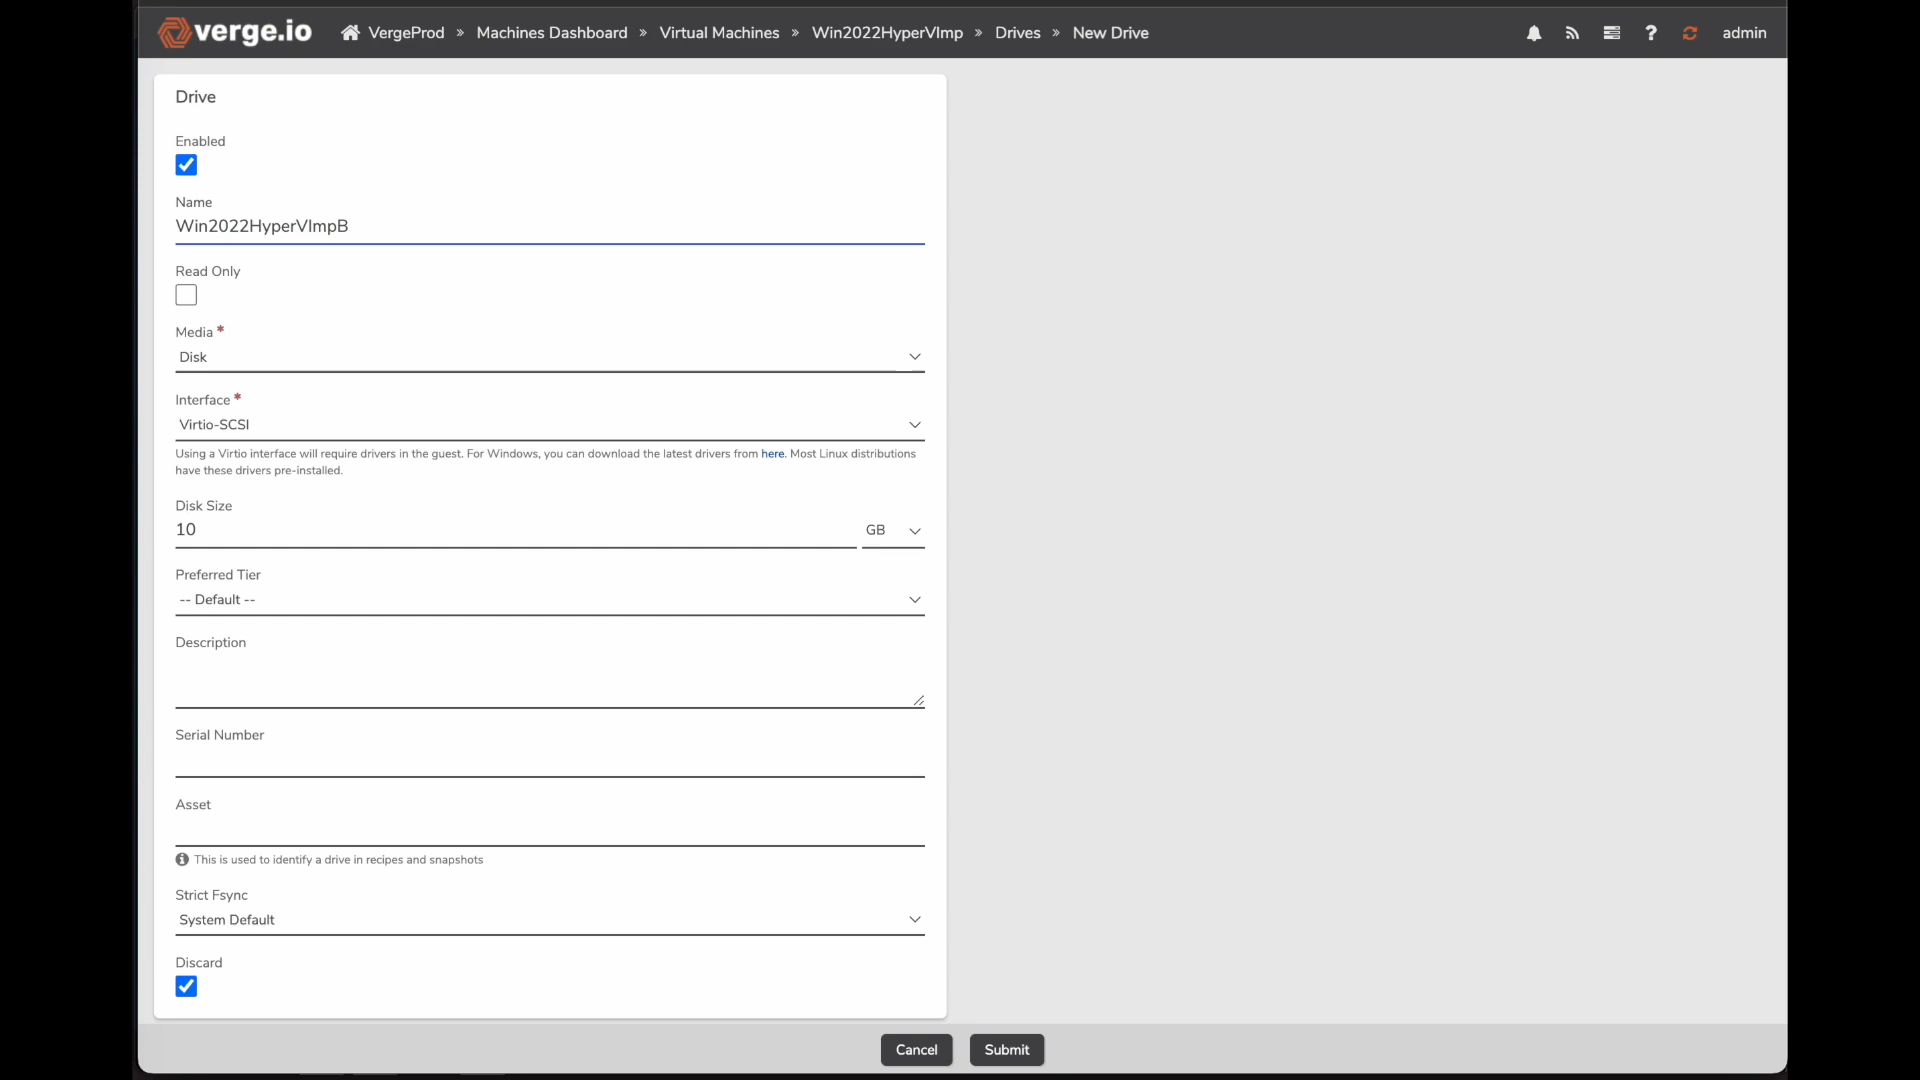 verge.io VergeProd » Machines Dashboard » Virtual Machines » Win2022HyperVImp » Drives » New Drive ? admin
Drive
Enabled
Name
Win2022HyperVImpB
Read Only
Media *
Disk
Interface *
Virtio-SCSI
Using a Virtio interface will require drivers in the guest. For Windows, you can download the latest drivers from here. Most Linux distributions
have these drivers pre-installed.
Disk Size
10 GB
Preferred Tier
-- Default --
Description
Serial Number
Asset
This is used to identify a drive in recipes and snapshots
Strict Fsync
System Default
Discard
Cancel Submit